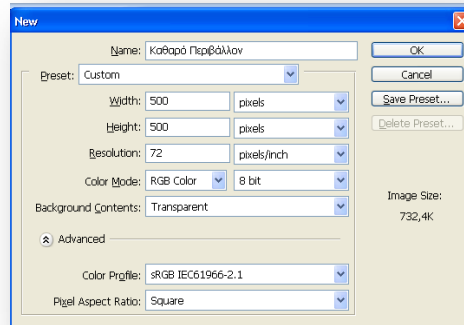 New
Name: Καθαρό Περιβάλλον
OK
Preset: Custom
Cancel
Width: 500 pixels
Save Preset...
Height: 500 pixels
Delete Preset...
Resolution: 72 pixels/inch
Color Mode: RGB Color 8 bit
Image Size:
Background Contents: Transparent
732,4K
Advanced
Color Profile: sRGB IEC61966-2.1
Pixel Aspect Ratio: Square